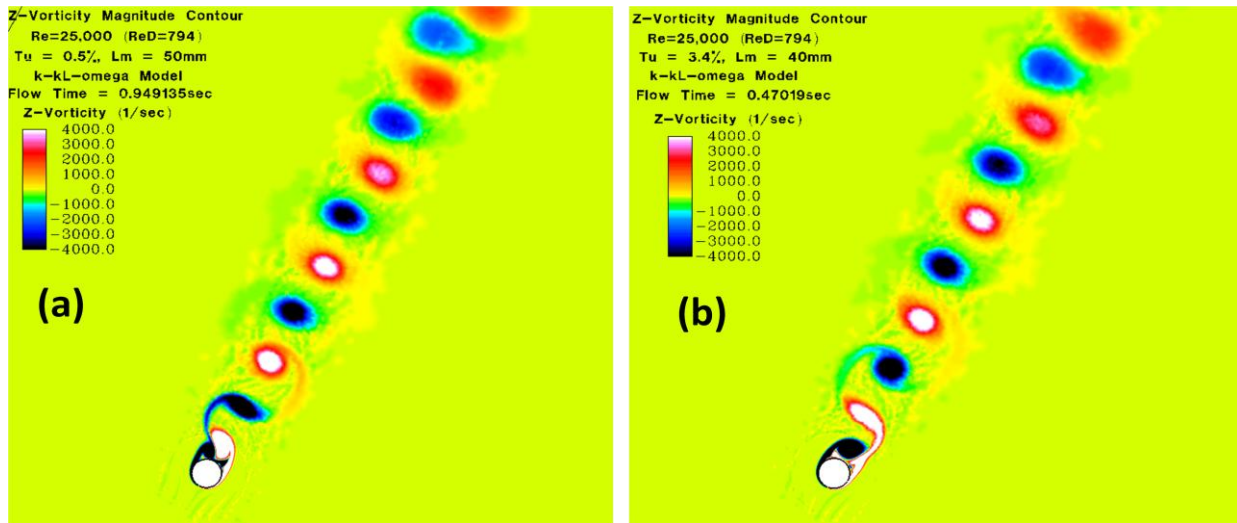 Z-Vorticity Magnitude Contour
Re=25,000 (ReD=794)
Tu = 0.5%, Lm = 50mm
k-kL-omega Model
Flow Time = 0.949135sec
Z-Vorticity (1/sec)
4000.0
3000.0
2000.0
1000.0
0.0
-1000.0
-2000.0
-3000.0
-4000.0
(a)
Z-Vorticity Magnitude Contour
Re=25,000 (ReD=794)
Tu = 3.4%, Lm = 40mm
k-kL-omega Model
Flow Time = 0.47019sec
Z-Vorticity (1/sec)
4000.0
3000.0
2000.0
1000.0
0.0
-1000.0
-2000.0
-3000.0
-4000.0
(b)